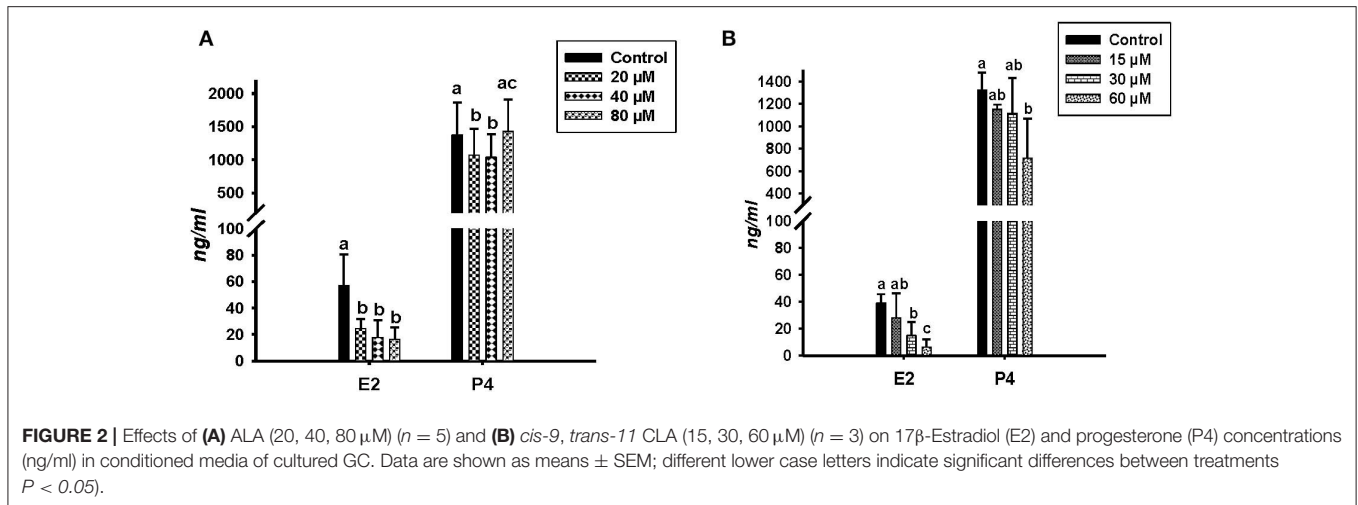 A
Control
20 μM
40 μM
80 μM
2000
1500
1000
500
100
80
60
40
20
0
ng/ml
a
b
b
b
a
b
b
ac
E2
P4
B
Control
15 μM
30 μM
60 μM
1400
1200
1000
800
600
400
100
80
60
40
20
0
ng/ml
a
ab
b
c
a
ab
ab
b
E2
P4
FIGURE 2 | Effects of (A) ALA (20, 40, 80 μM) (n = 5) and (B) cis-9, trans-11 CLA (15, 30, 60 μM) (n = 3) on 17β-Estradiol (E2) and progesterone (P4) concentrations
(ng/ml) in conditioned media of cultured GC. Data are shown as means ± SEM; different lower case letters indicate significant differences between treatments
P < 0.05).